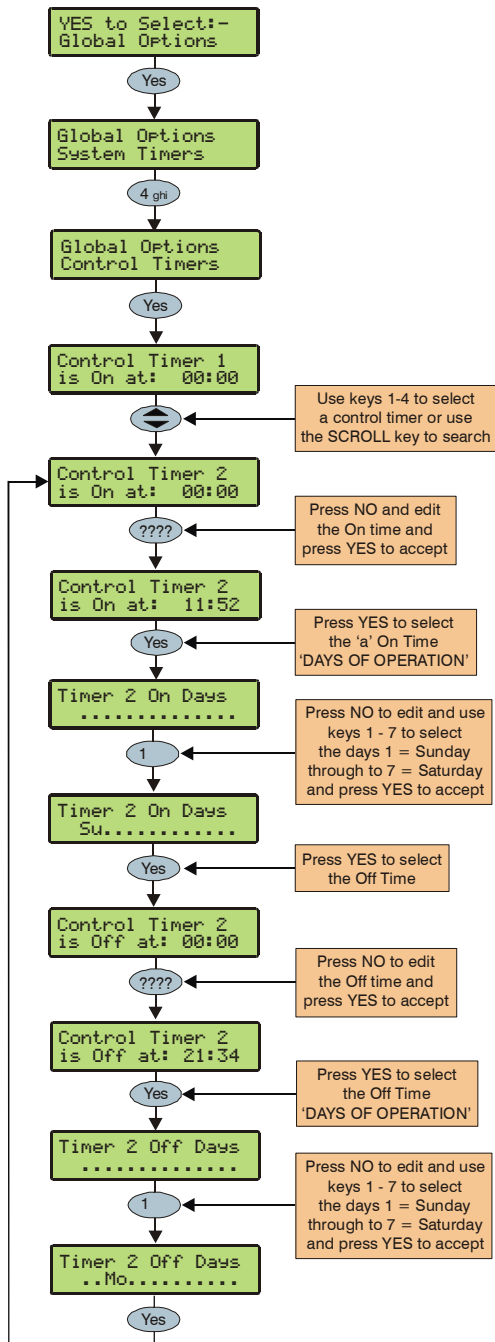 YES to Select:-
Global Options
Yes
Global Options
System Timers
4 ghi
Global Options
Control Timers
Yes
Control Timer 1
is On at: 00:00
Use keys 1-4 to select
a control timer or use
the SCROLL key to search
Control Timer 2
is On at: 00:00
Press NO and edit
the On time and
press YES to accept
????
Control Timer 2
is On at: 11:52
Press YES to select
the ‘a’ On Time
‘DAYS OF OPERATION’
Yes
Timer 2 On Days
..............
Press NO to edit and use
keys 1 - 7 to select
the days 1 = Sunday
through to 7 = Saturday
and press YES to accept
1
Timer 2 On Days
Su............
Yes
Press YES to select
the Off Time
Control Timer 2
is Off at: 00:00
????
Press NO to edit
the Off time and
press YES to accept
Control Timer 2
is Off at: 21:34
Yes
Press YES to select
the Off Time
‘DAYS OF OPERATION’
Timer 2 Off Days
..............
1
Press NO to edit and use
keys 1 - 7 to select
the days 1 = Sunday
through to 7 = Saturday
and press YES to accept
Timer 2 Off Days
..Mo..........
Yes